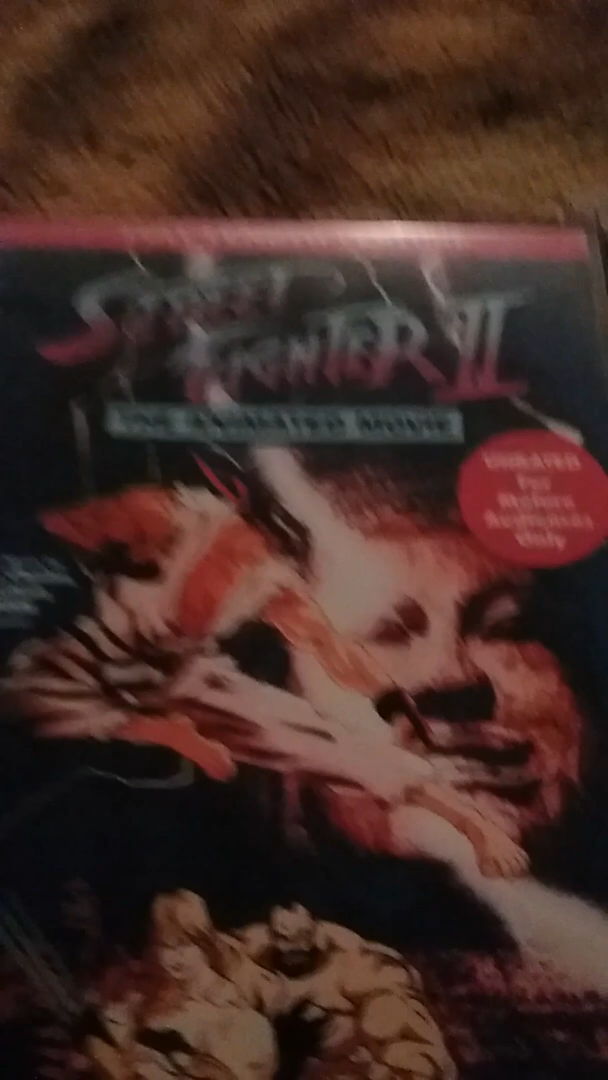 STREET
FIGHTER II
THE ANIMATED MOVIE
UNRATED
For
Mature
Audiences
Only